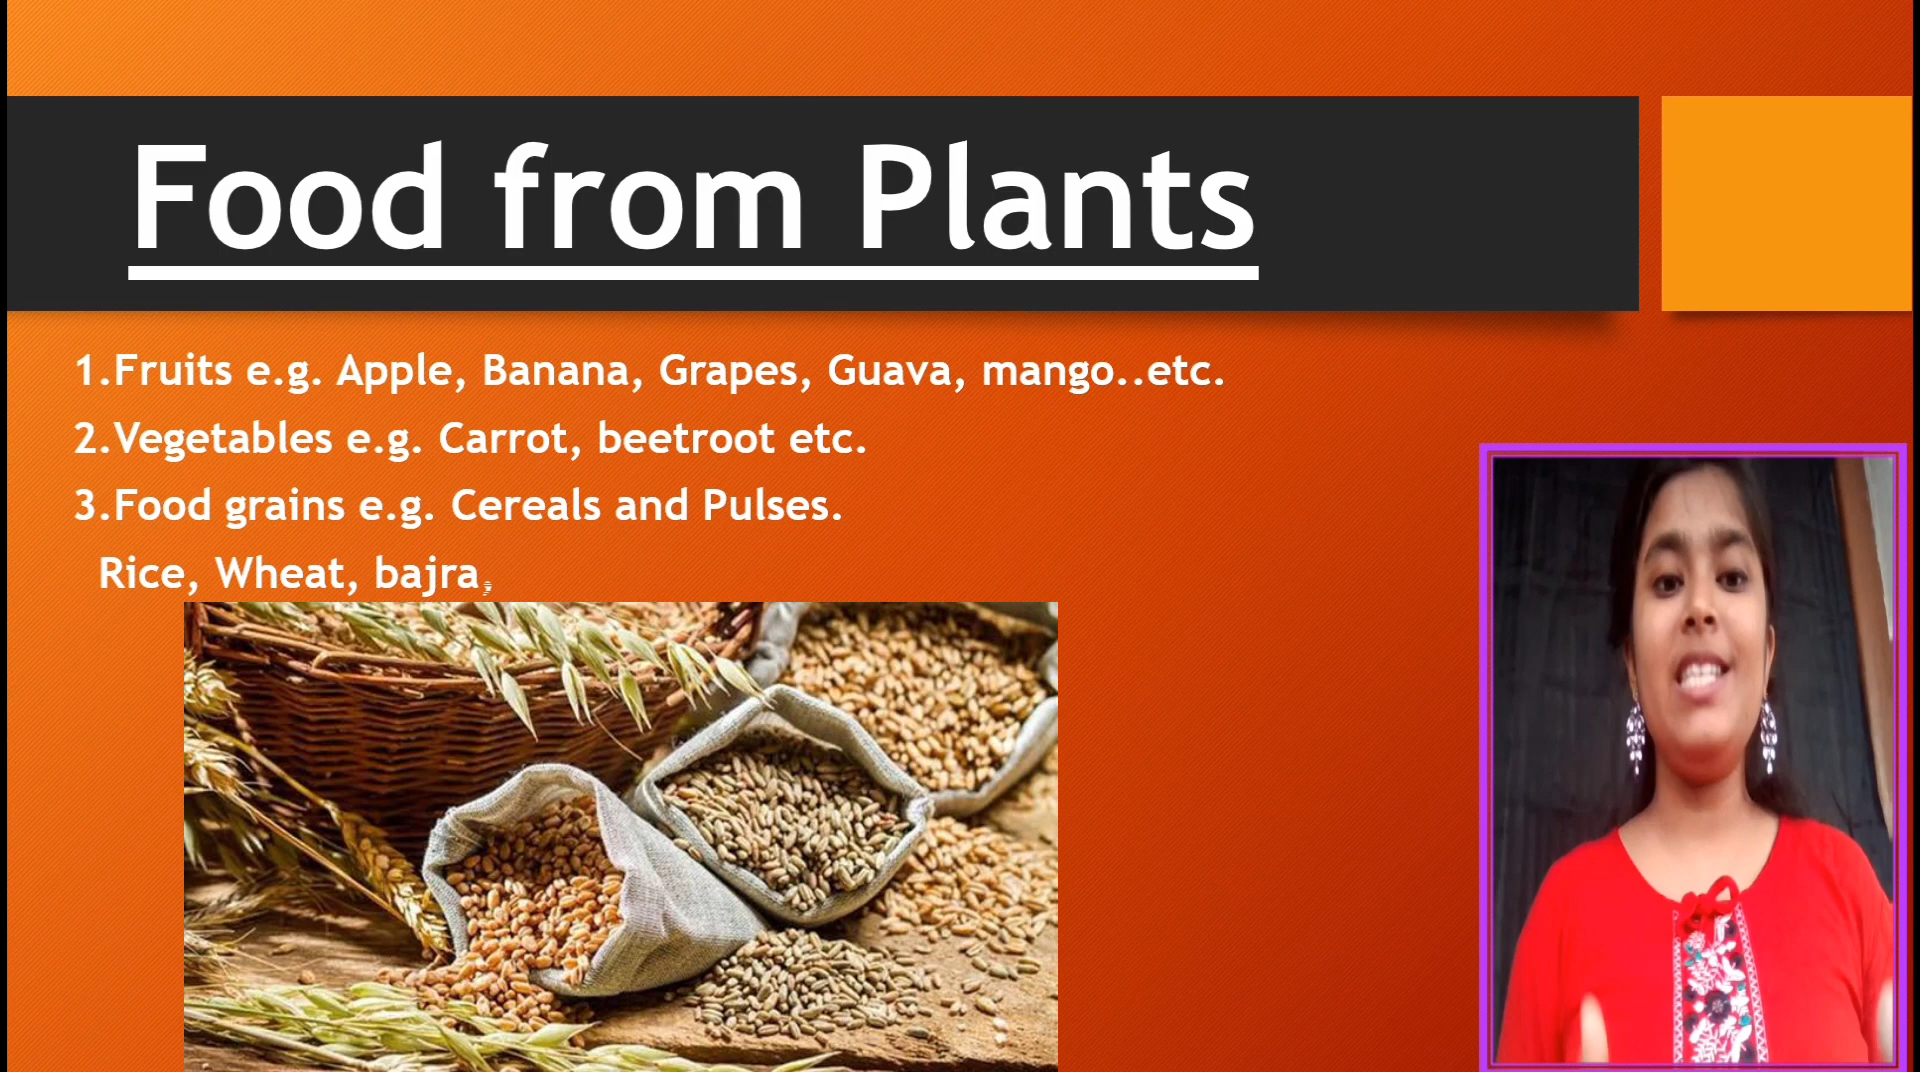 Food from Plants
1.Fruits e.g. Apple, Banana, Grapes, Guava, mango..etc.
2.Vegetables e.g. Carrot, beetroot etc.
3.Food grains e.g. Cereals and Pulses.
Rice, Wheat, bajra,